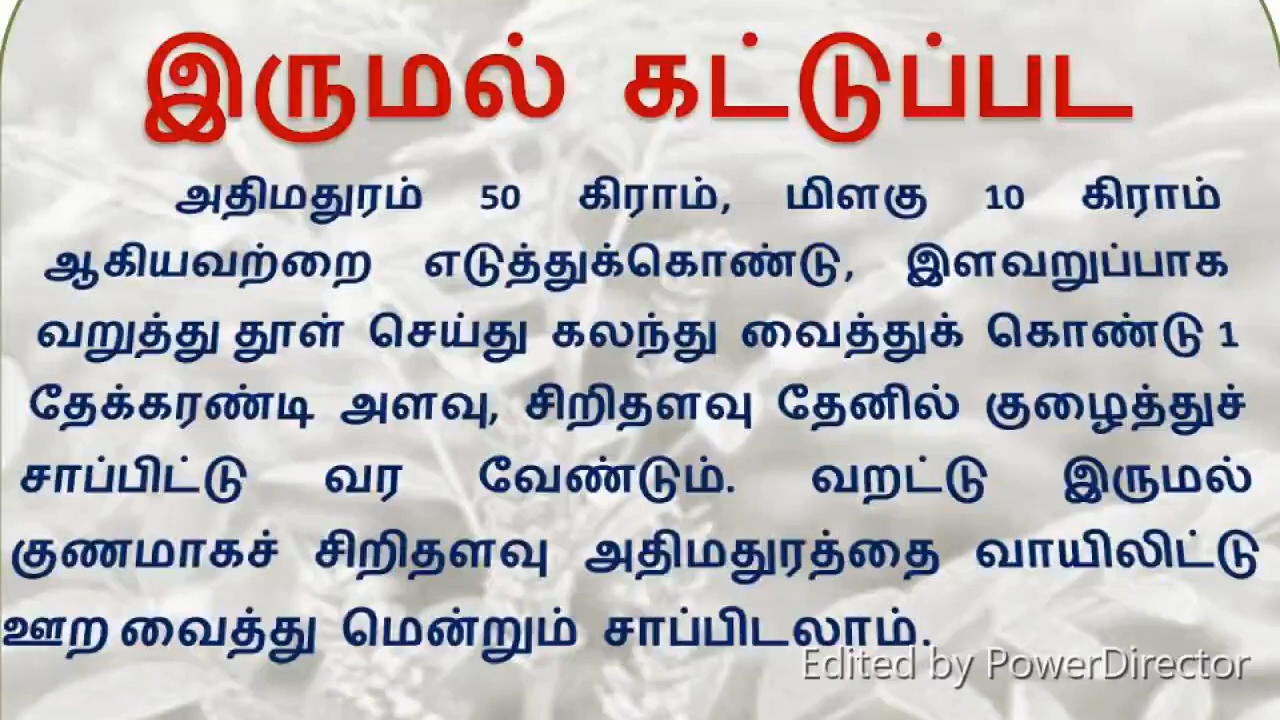 இருமல் கட்டுப்பட
அதிமதுரம் 50 கிராம், மிளகு 10 கிராம்
ஆகியவற்றை எடுத்துக்கொண்டு, இளவறுப்பாக
வறுத்து தூள் செய்து கலந்து வைத்துக் கொண்டு 1
தேக்கரண்டி அளவு, சிறிதளவு தேனில் குழைத்துச்
சாப்பிட்டு வர வேண்டும். வறட்டு இருமல்
குணமாகச் சிறிதளவு அதிமதுரத்தை வாயிலிட்டு
ஊற வைத்து மென்றும் சாப்பிடலாம்.
Edited by PowerDirector